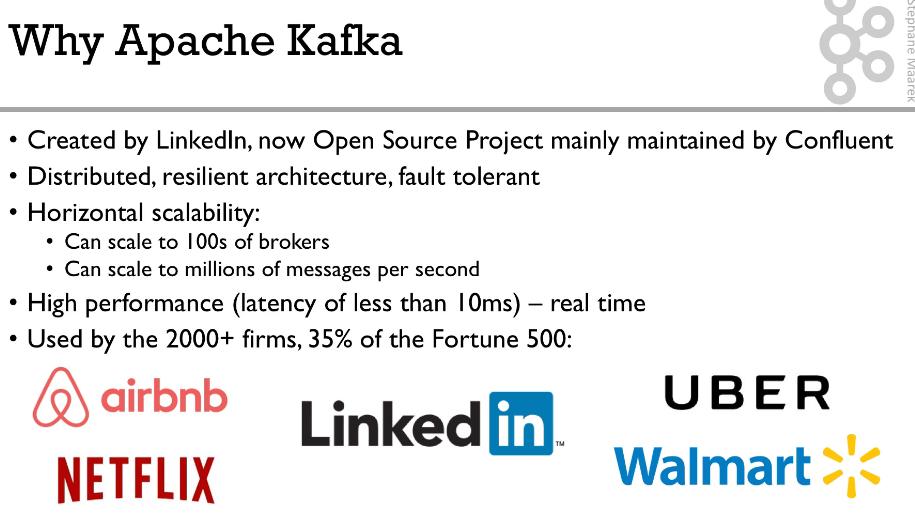 Why Apache Kafka
Stephane Maarek
• Created by LinkedIn, now Open Source Project mainly maintained by Confluent
• Distributed, resilient architecture, fault tolerant
• Horizontal scalability:
• Can scale to 100s of brokers
• Can scale to millions of messages per second
• High performance (latency of less than 10ms) – real time
• Used by the 2000+ firms, 35% of the Fortune 500:
airbnb
LinkedIn™
UBER
NETFLIX
Walmart